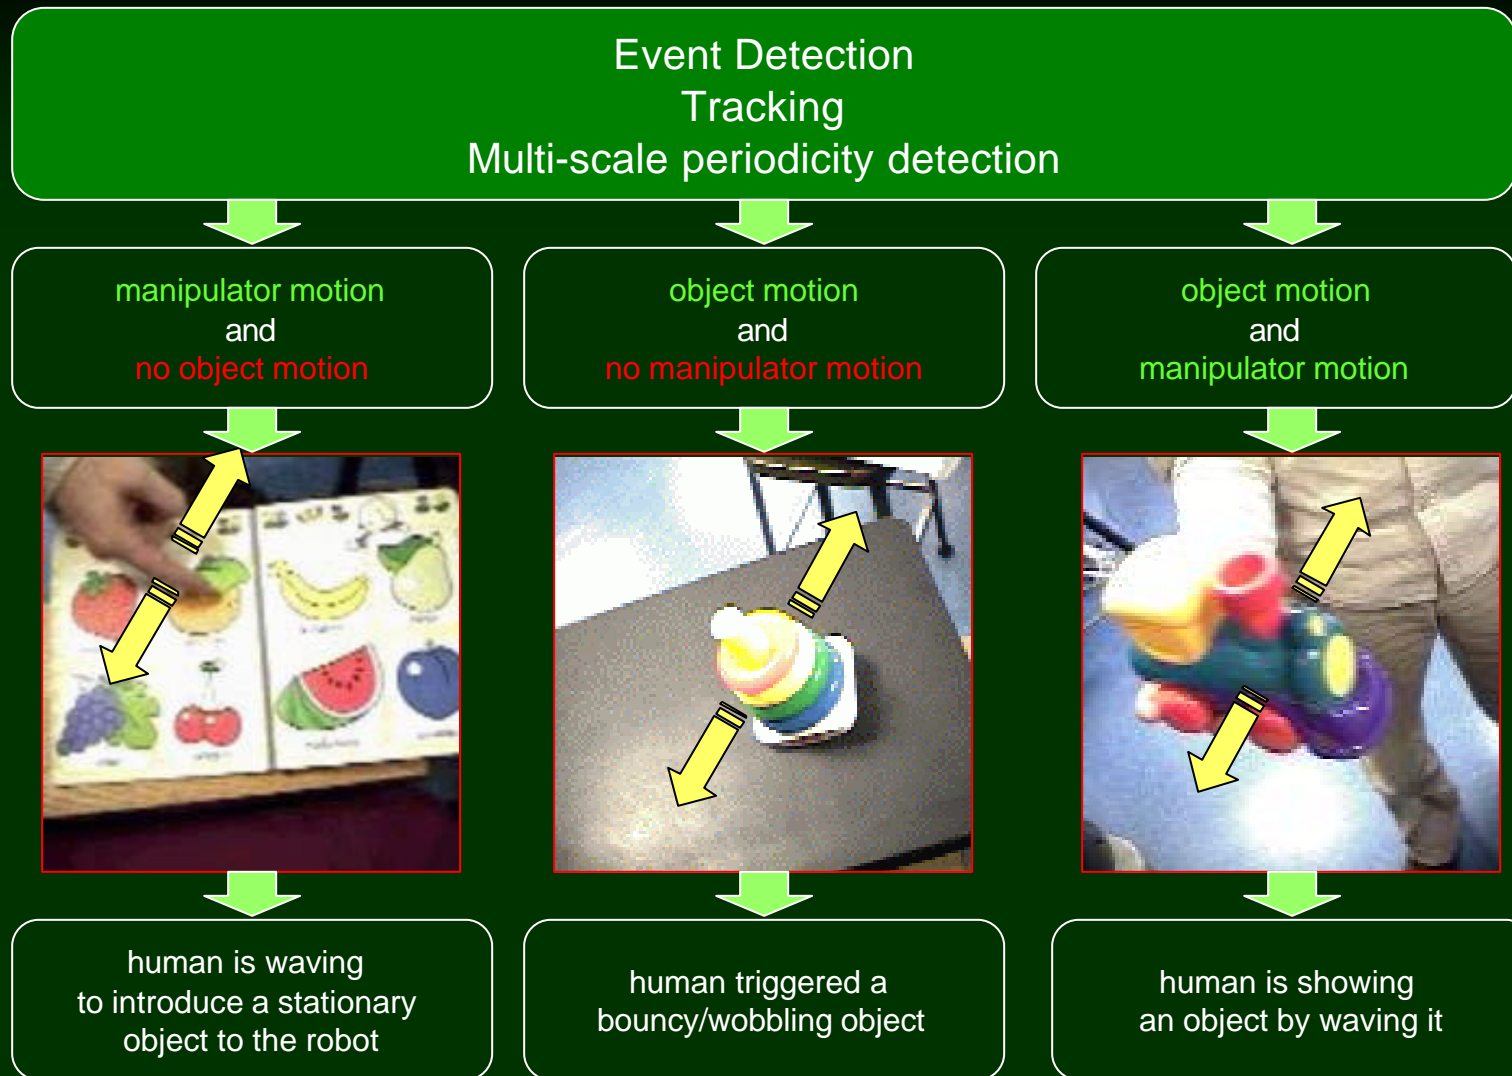 Event Detection
Tracking
Multi-scale periodicity detection
manipulator motion
and
no object motion
object motion
and
no manipulator motion
object motion
and
manipulator motion
human is waving
to introduce a stationary
object to the robot
human triggered a
bouncy/wobbling object
human is showing
an object by waving it